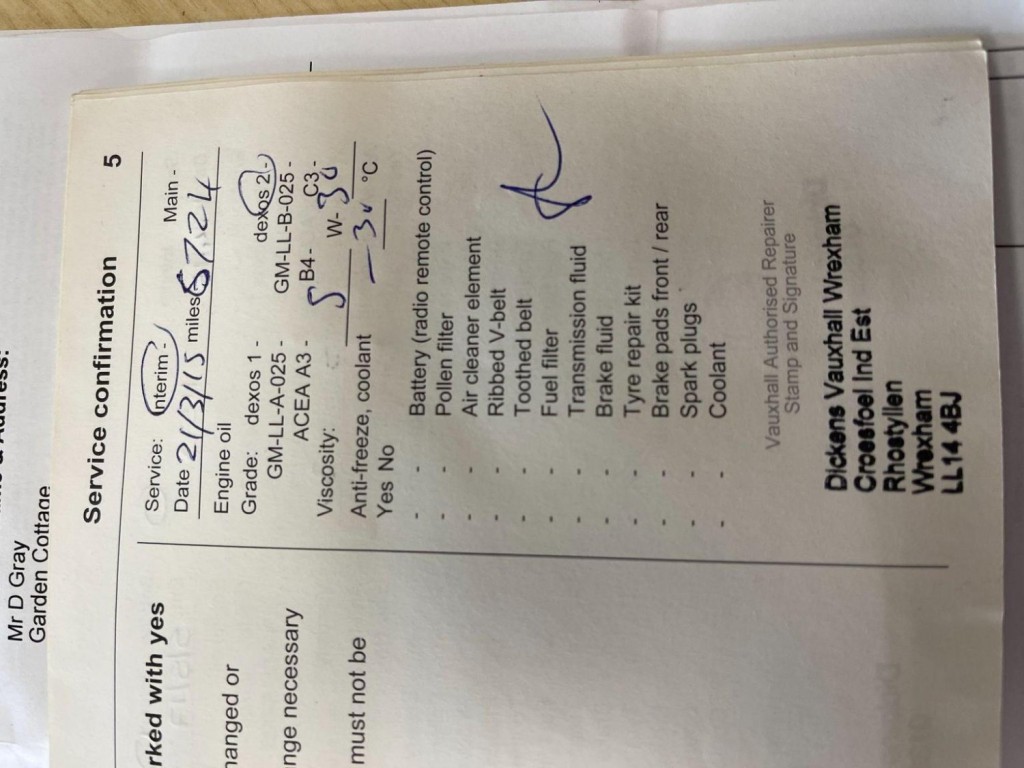 Mr D Gray
Garden Cottage
rked with yes
hanged or
nge necessary
must not be
Service confirmation 5
Service: Interim - Main -
Date 21/3/15 miles 5724
Engine oil
Grade: dexos 1 - dexos 2 -
GM-LL-A-025 - GM-LL-B-025 -
ACEA A3 - B4 - C3 -
Viscosity: 5 W- 30
Anti-freeze, coolant -30 °C
Yes No
- - Battery (radio remote control)
- - Pollen filter
- - Air cleaner element
- - Ribbed V-belt
- - Toothed belt
- - Fuel filter
- - Transmission fluid
- - Brake fluid
- - Tyre repair kit
- - Brake pads front / rear
- - Spark plugs
- - Coolant
Vauxhall Authorised Repairer
Stamp and Signature
Dickens Vauxhall Wrexham
Croesfoel Ind Est
Rhostyllen
Wrexham
LL14 4BJ